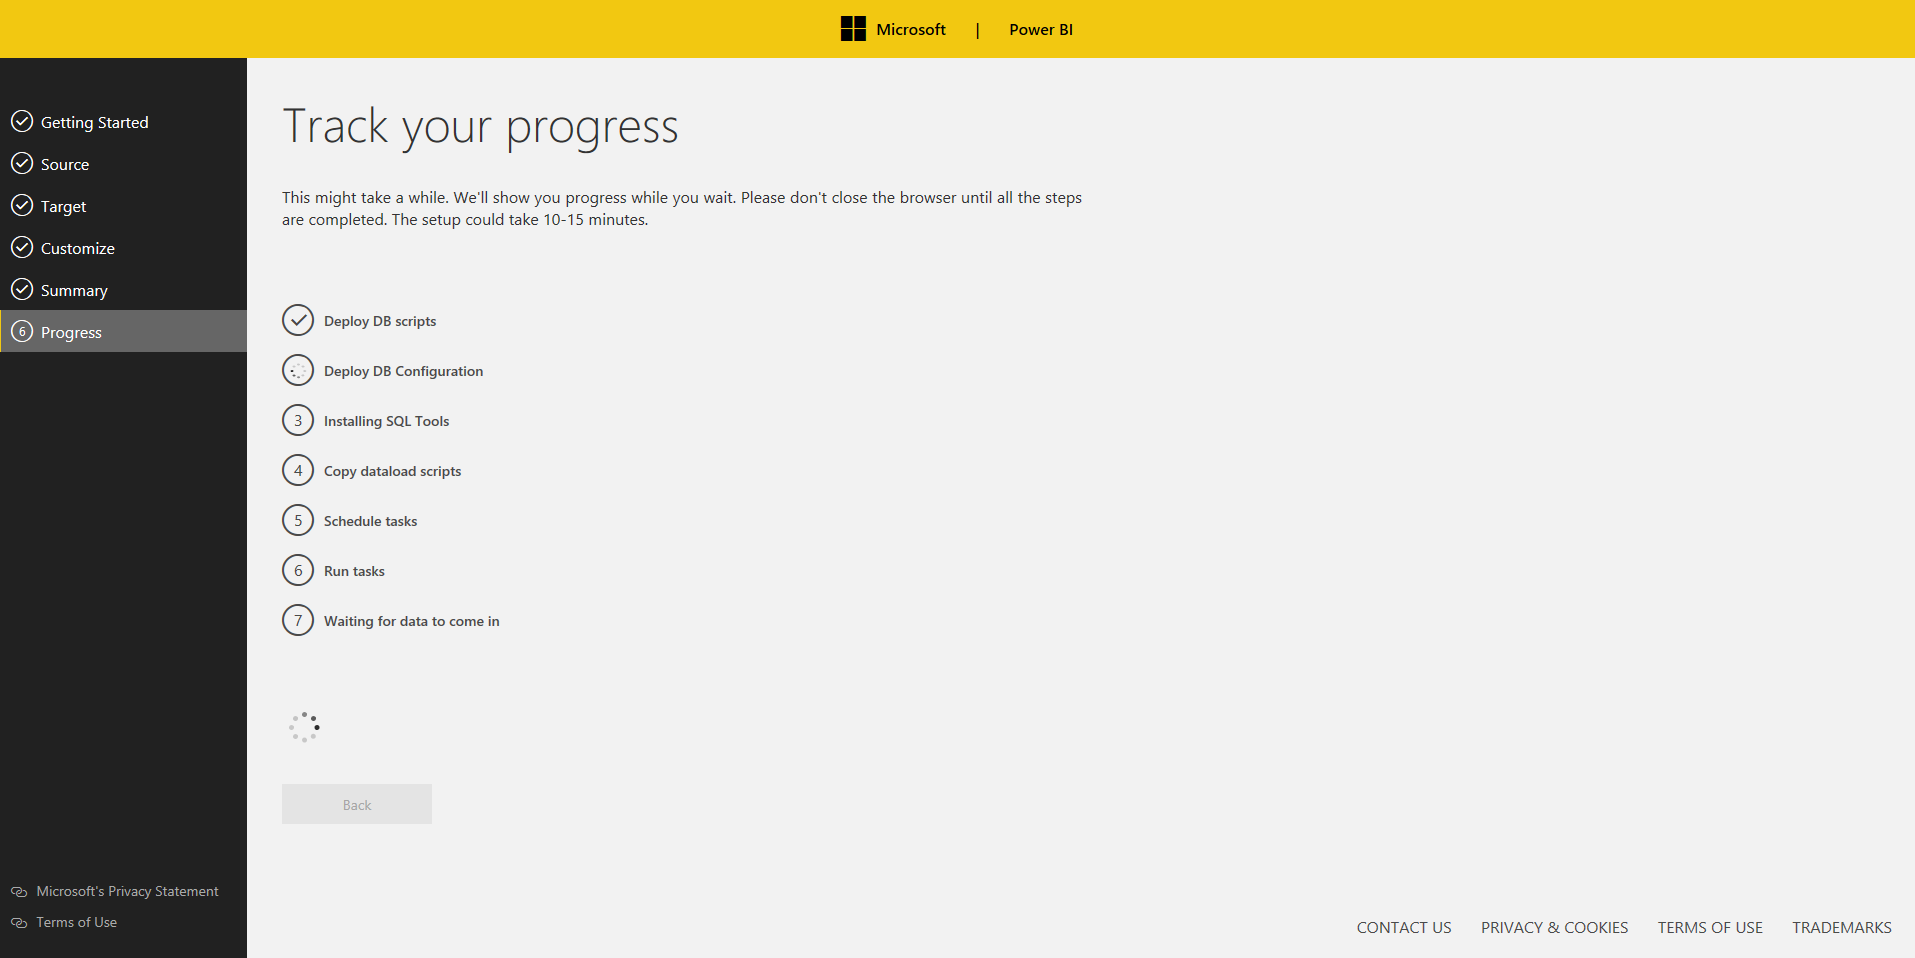 Microsoft | Power BI
Getting Started
Source
Target
Customize
Summary
6 Progress
Track your progress
This might take a while. We'll show you progress while you wait. Please don't close the browser until all the steps
are completed. The setup could take 10-15 minutes.
Deploy DB scripts
Deploy DB Configuration
3 Installing SQL Tools
4 Copy dataload scripts
5 Schedule tasks
6 Run tasks
7 Waiting for data to come in
Back
Microsoft's Privacy Statement
Terms of Use
CONTACT US PRIVACY & COOKIES TERMS OF USE TRADEMARKS